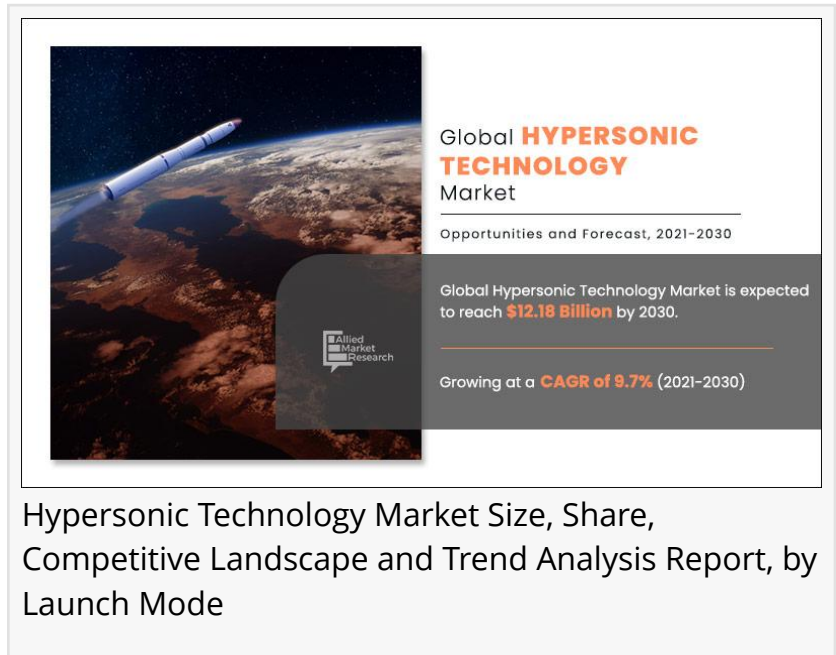 Global HYPERSONIC
TECHNOLOGY
Market
Opportunities and Forecast, 2021-2030
Global Hypersonic Technology Market is expected
to reach $12.18 Billion by 2030.
Allied
Market
Research
Growing at a CAGR of 9.7% (2021-2030)
Hypersonic Technology Market Size, Share,
Competitive Landscape and Trend Analysis Report, by
Launch Mode